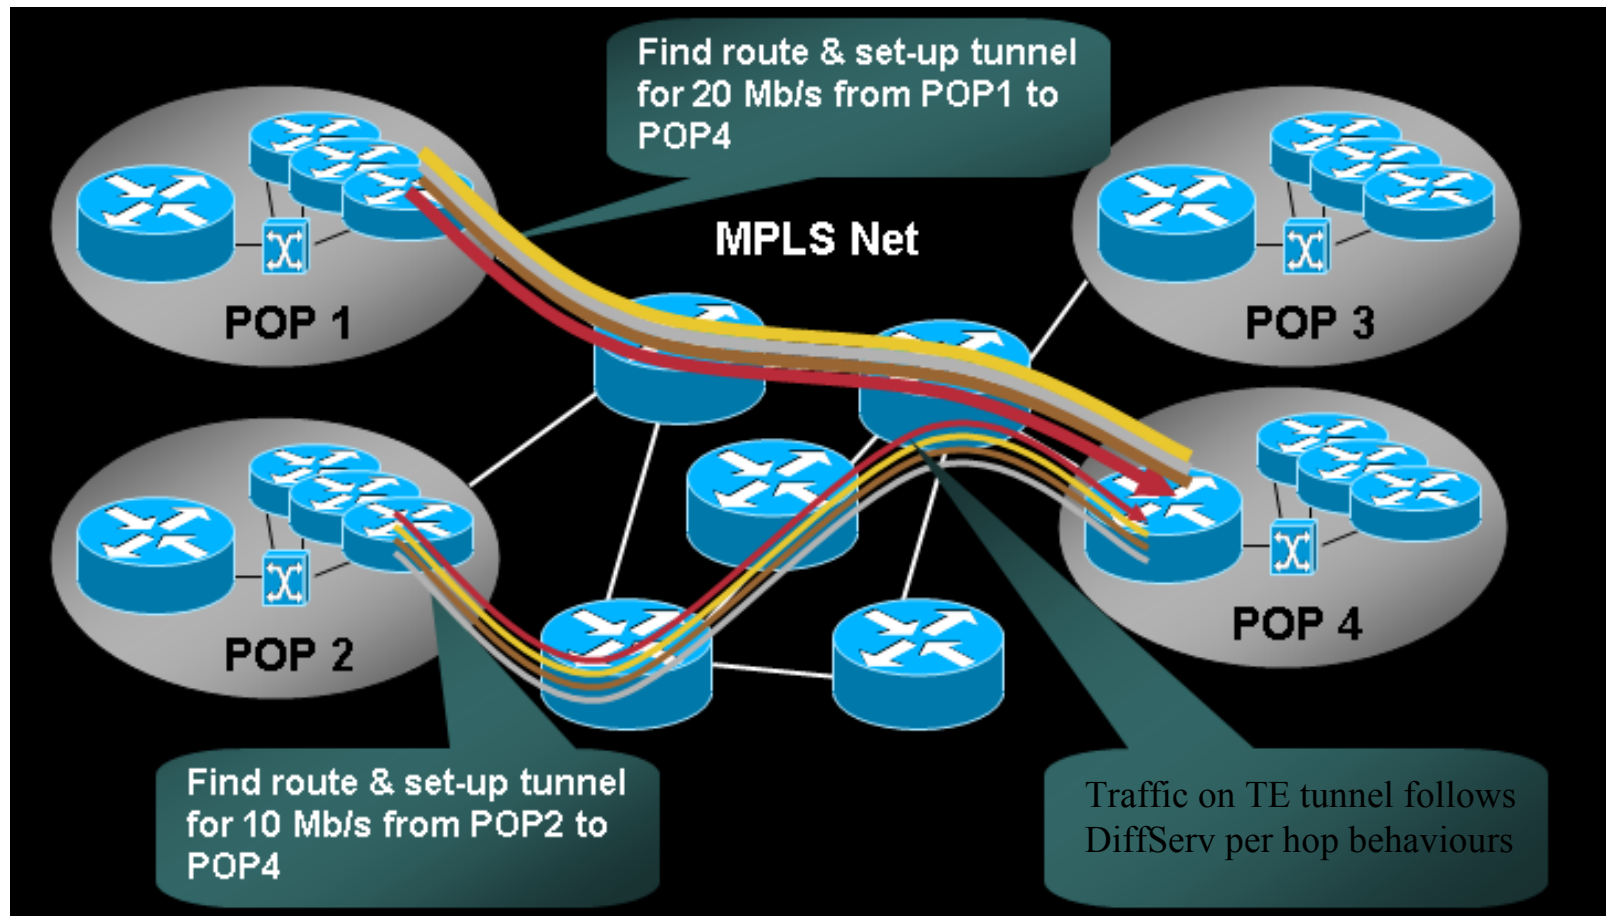 Find route & set-up tunnel
for 20 Mb/s from POP1 to
POP4
MPLS Net
POP 1
POP 3
POP 2
POP 4
Find route & set-up tunnel
for 10 Mb/s from POP2 to
POP4
Traffic on TE tunnel follows
DiffServ per hop behaviours